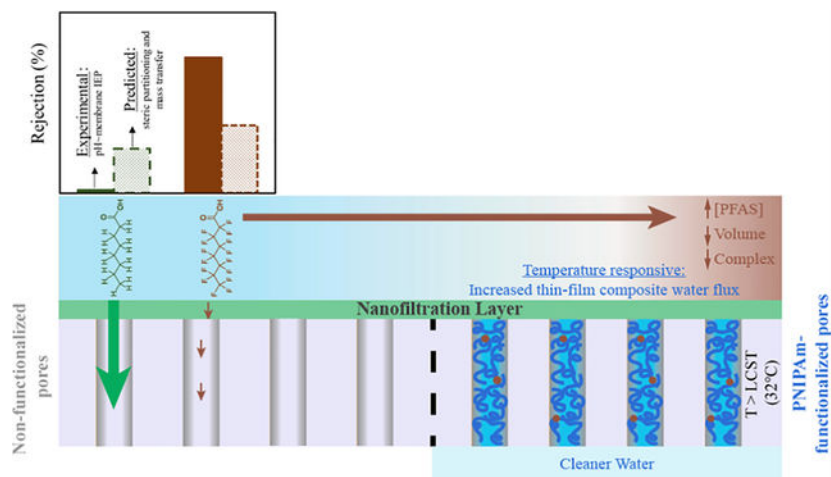 Rejection (%)
Experimental:
pH~membrane IEP
Predicted:
steric partitioning and
mass transfer
[PFAS]
Volume
Complex
Temperature responsive:
Increased thin-film composite water flux
Nanofiltration Layer
Non-functionalized
pores
T > LCST
(32°C)
PNIPAm-
functionalized pores
Cleaner Water